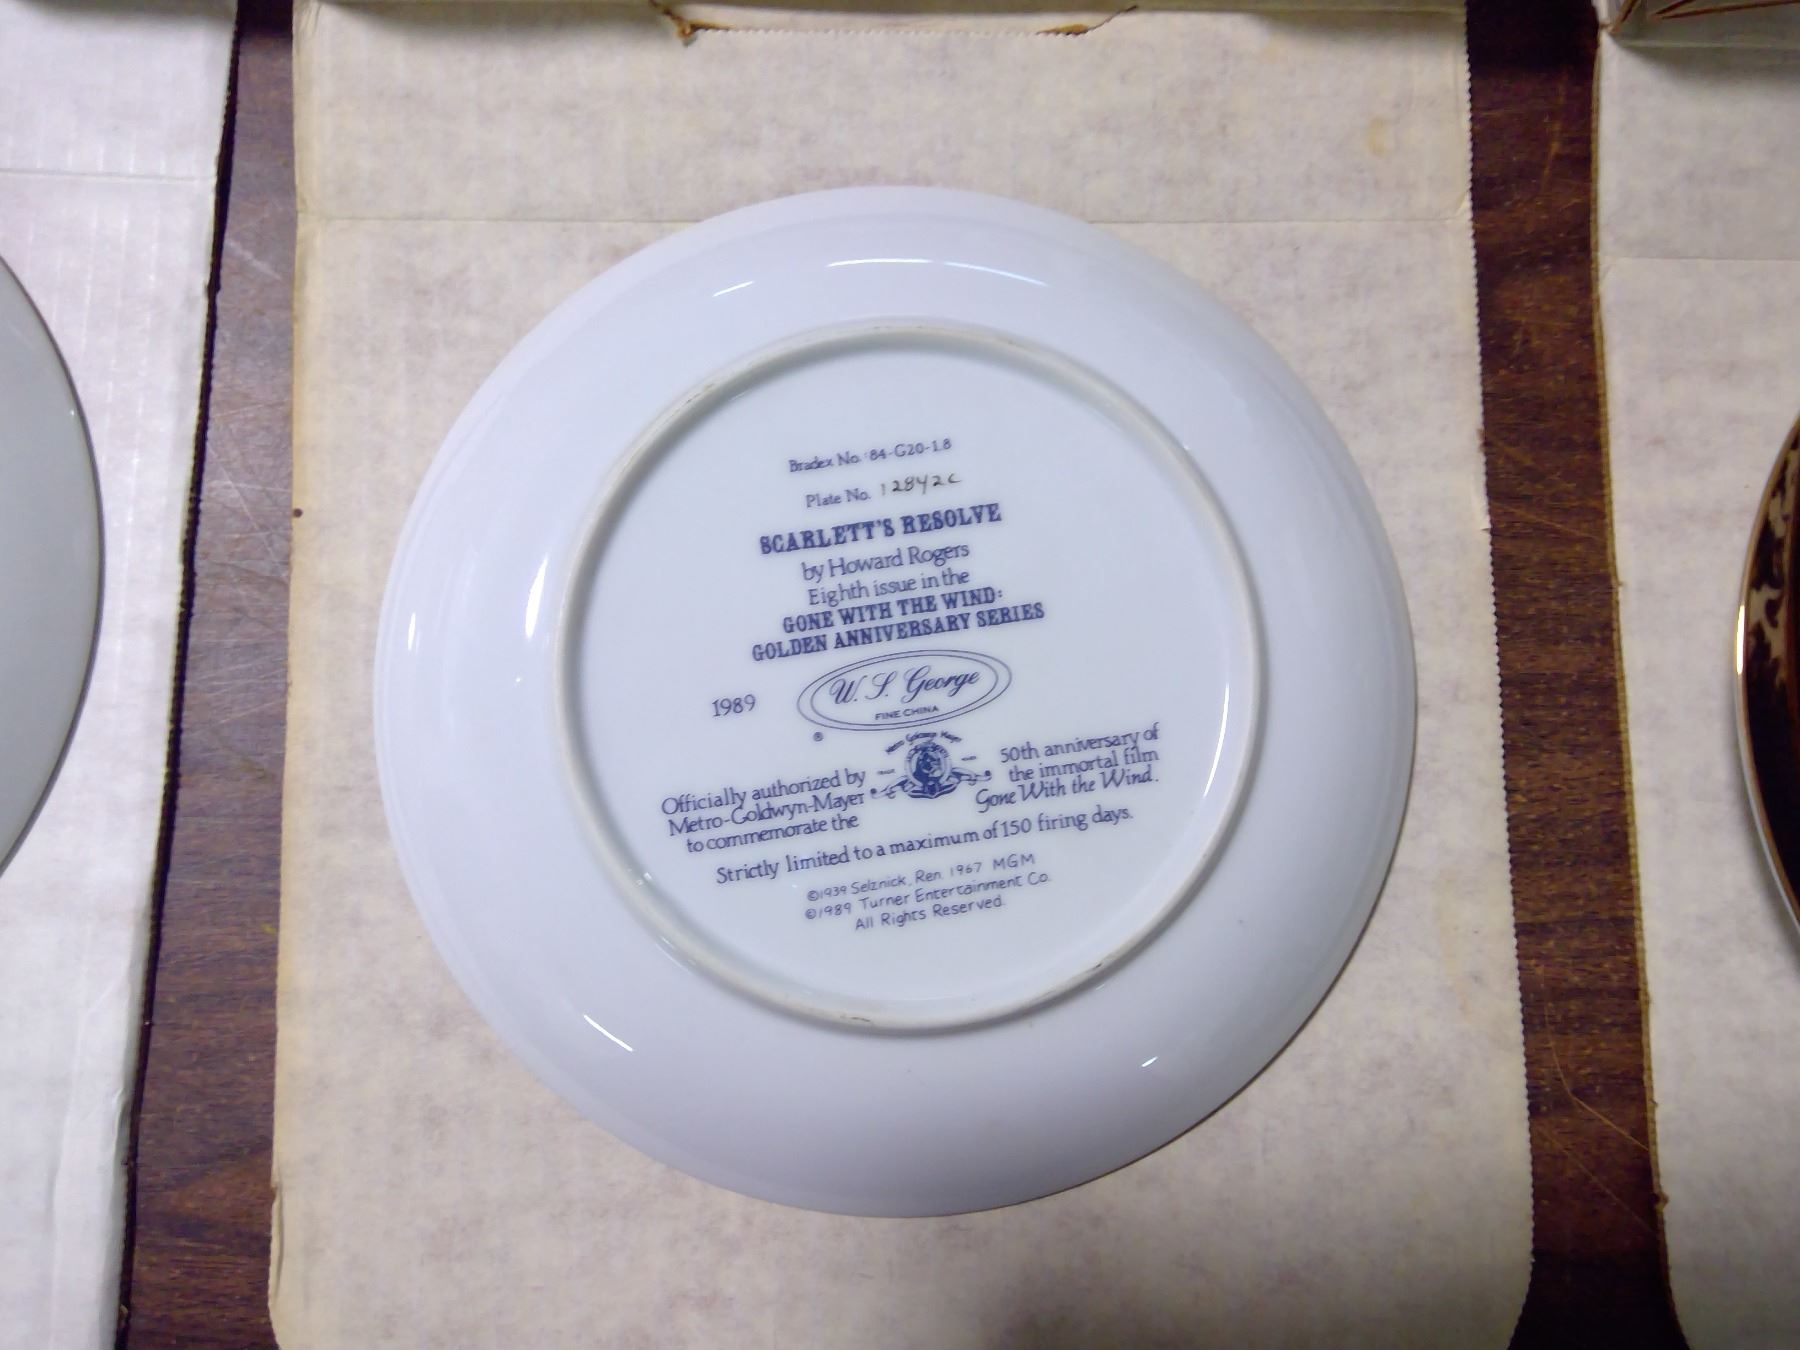 Bradex No. 84-G20-1.8
Plate No. 12842C
SCARLETT'S RESOLVE
by Howard Rogers
Eighth issue in the
GONE WITH THE WIND:
GOLDEN ANNIVERSARY SERIES
1989
W. S. George
FINE CHINA
®
Metro Goldwyn Mayer
Officially authorized by
Metro-Goldwyn-Mayer
to commemorate the
50th anniversary of
the immortal film
Gone With the Wind.
Strictly limited to a maximum of 150 firing days.
©1939 Selznick, Ren. 1967 MGM
©1989 Turner Entertainment Co.
All Rights Reserved.